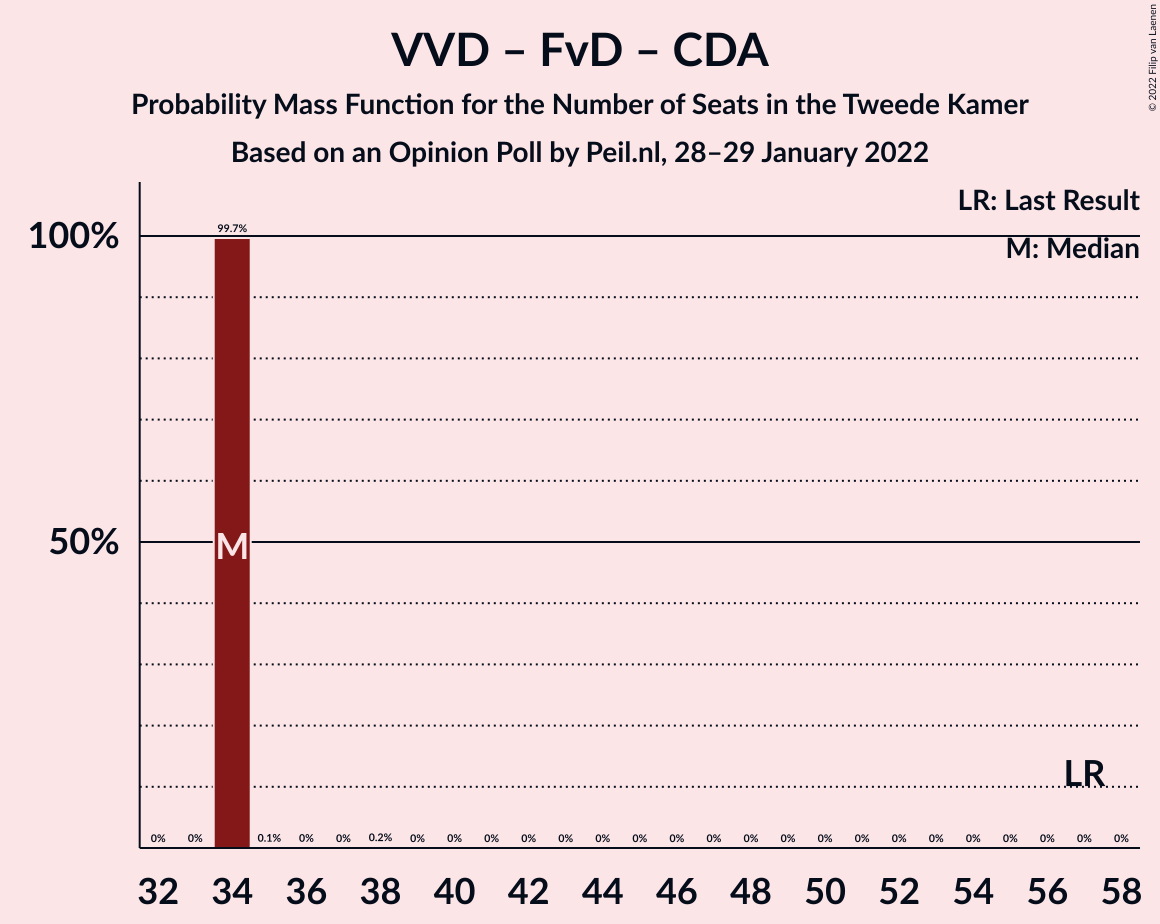 VVD – FvD – CDA
Probability Mass Function for the Number of Seats in the Tweede Kamer
Based on an Opinion Poll by Peil.nl, 28–29 January 2022
© 2022 Filip van Laenen
LR: Last Result
M: Median
100%
50%
99.7%
M
LR
0% 0% 0.1% 0% 0% 0.2% 0% 0% 0% 0% 0% 0% 0% 0% 0% 0% 0% 0% 0% 0% 0% 0% 0% 0% 0% 0%
32 34 36 38 40 42 44 46 48 50 52 54 56 58